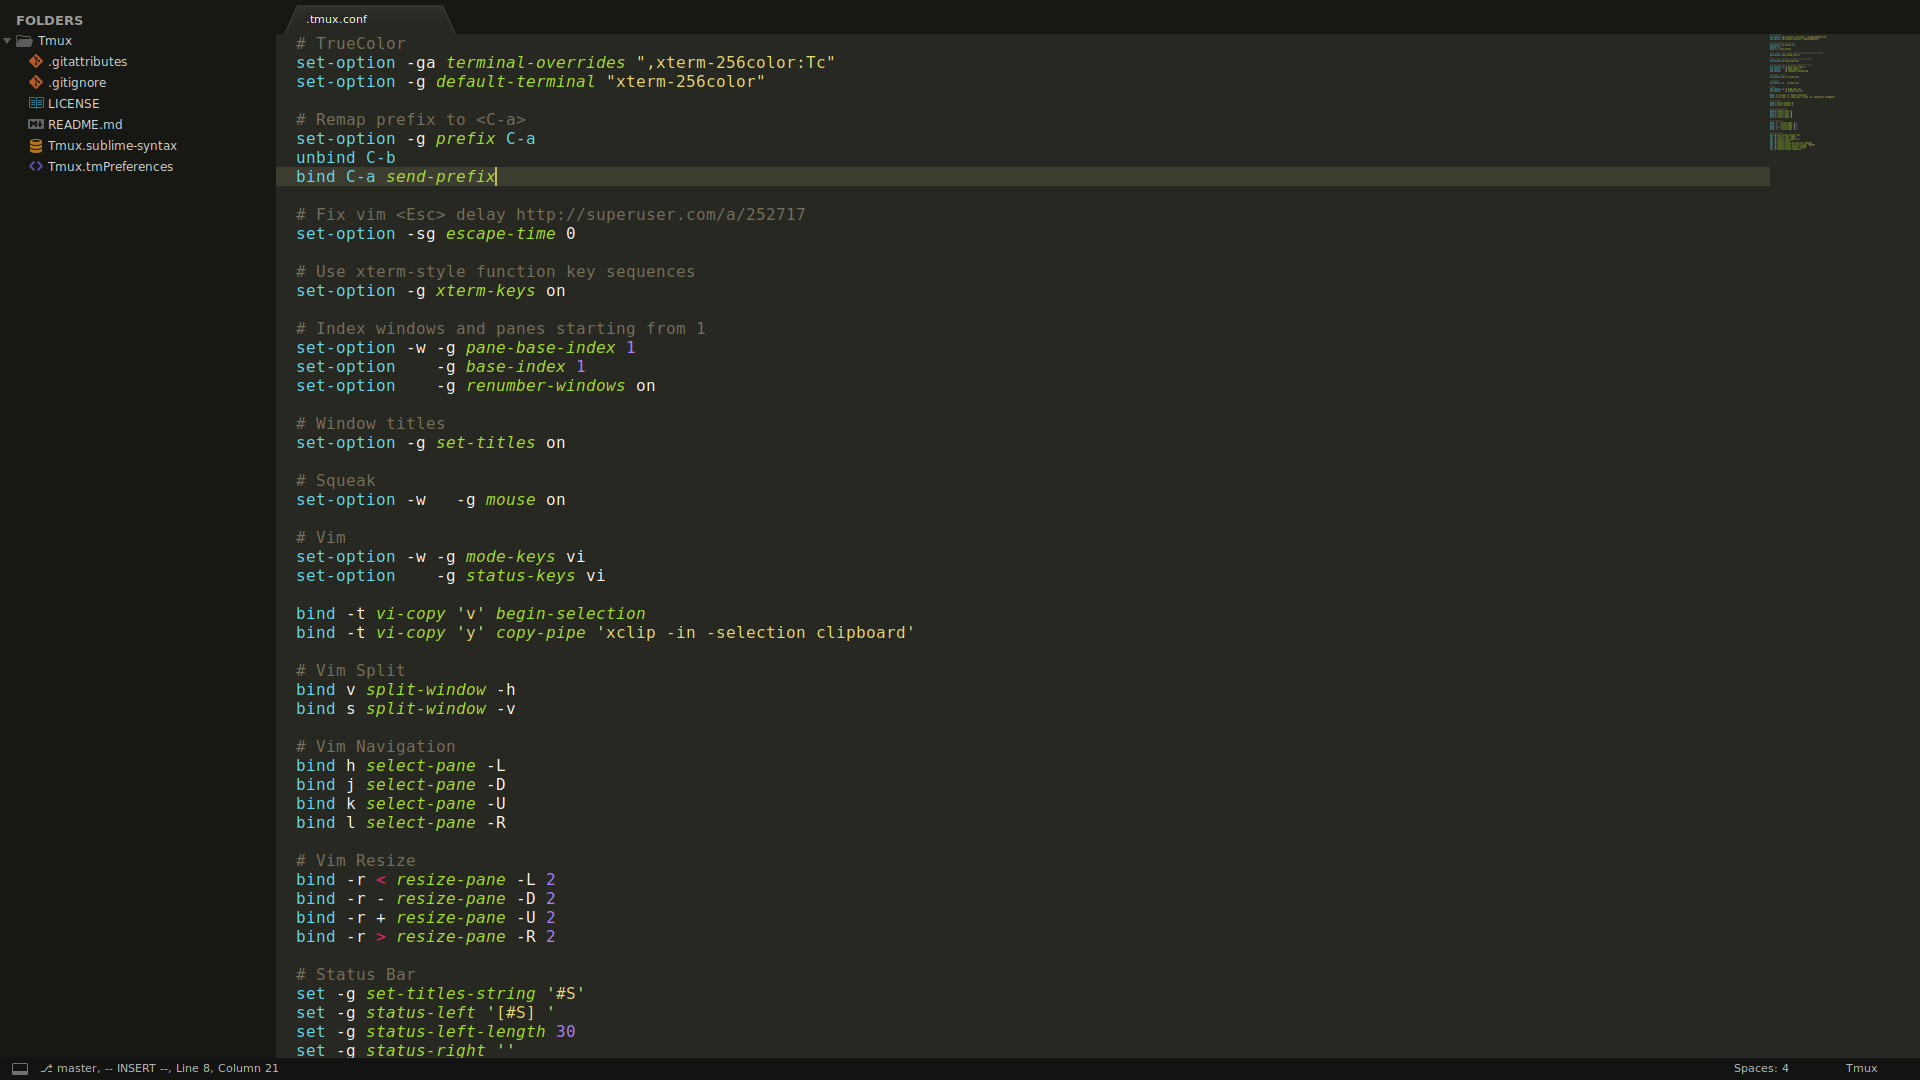 FOLDERS
Tmux
.gitattributes
.gitignore
LICENSE
README.md
Tmux.sublime-syntax
Tmux.tmPreferences
.tmux.conf
# TrueColor
set-option -ga terminal-overrides ",xterm-256color:Tc"
set-option -g default-terminal "xterm-256color"
# Remap prefix to <C-a>
set-option -g prefix C-a
unbind C-b
bind C-a send-prefix
# Fix vim <Esc> delay http://superuser.com/a/252717
set-option -sg escape-time 0
# Use xterm-style function key sequences
set-option -g xterm-keys on
# Index windows and panes starting from 1
set-option -w -g pane-base-index 1
set-option    -g base-index 1
set-option    -g renumber-windows on
# Window titles
set-option -g set-titles on
# Squeak
set-option -w   -g mouse on
# Vim
set-option -w -g mode-keys vi
set-option    -g status-keys vi
bind -t vi-copy 'v' begin-selection
bind -t vi-copy 'y' copy-pipe 'xclip -in -selection clipboard'
# Vim Split
bind v split-window -h
bind s split-window -v
# Vim Navigation
bind h select-pane -L
bind j select-pane -D
bind k select-pane -U
bind l select-pane -R
# Vim Resize
bind -r < resize-pane -L 2
bind -r - resize-pane -D 2
bind -r + resize-pane -U 2
bind -r > resize-pane -R 2
# Status Bar
set -g set-titles-string '#S'
set -g status-left '[#S] '
set -g status-left-length 30
set -g status-right ''
⎇ master, -- INSERT --, Line 8, Column 21
Spaces: 4
Tmux